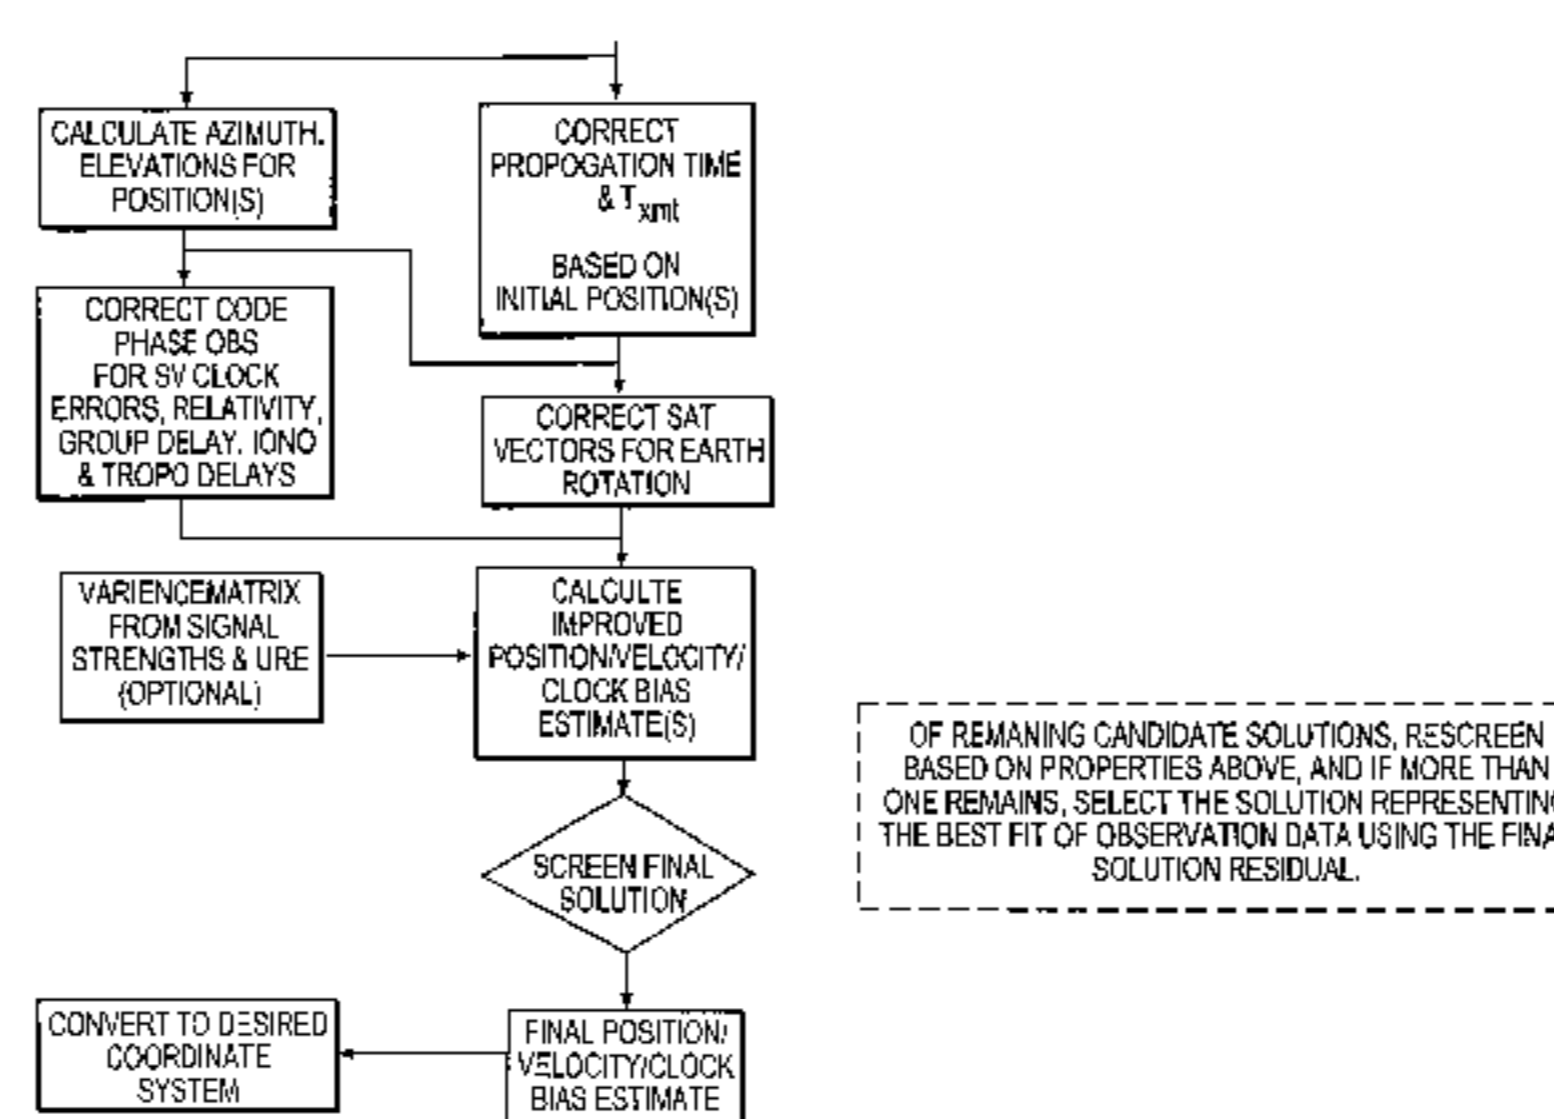 CALCULATE AZIMUTH.
ELEVATIONS FOR
POSITION(S)
CORRECT
PROPOGATION TIME
& T xmt
BASED ON
INITIAL POSITION(S)
CORRECT CODE
PHASE OBS
FOR SV CLOCK
ERRORS, RELATIVITY,
GROUP DELAY. IONO
& TROPO DELAYS
CORRECT SAT
VECTORS FOR EARTH
ROTATION
VARIENCEMATRIX
FROM SIGNAL
STRENGTHS & URE
(OPTIONAL)
CALCULTE
IMPROVED
POSITION/VELOCITY/
CLOCK BIAS
ESTIMATE(S)
OF REMANING CANDIDATE SOLUTIONS, RESCREEN
BASED ON PROPERTIES ABOVE, AND IF MORE THAN
ONE REMAINS, SELECT THE SOLUTION REPRESENTIN
THE BEST FIT OF OBSERVATION DATA USING THE FINA
SOLUTION RESIDUAL.
SCREEN FINAL
SOLUTION
CONVERT TO DESIRED
COORDINATE
SYSTEM
FINAL POSITION/
VELOCITY/CLOCK
BIAS ESTIMATE